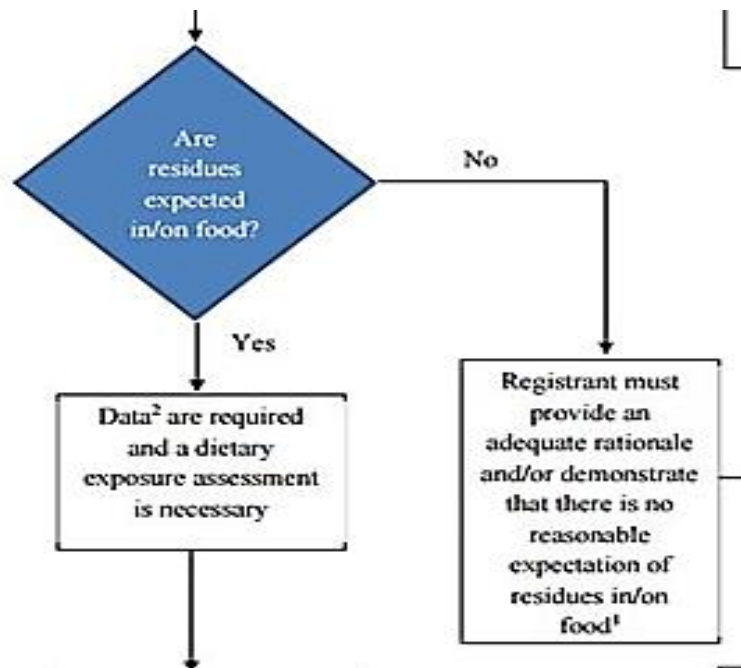 Are
residues
expected
in/on food?
No
Yes
Data² are required
and a dietary
exposure assessment
is necessary
Registrant must
provide an
adequate rationale
and/or demonstrate
that there is no
reasonable
expectation of
residues in/on
food¹